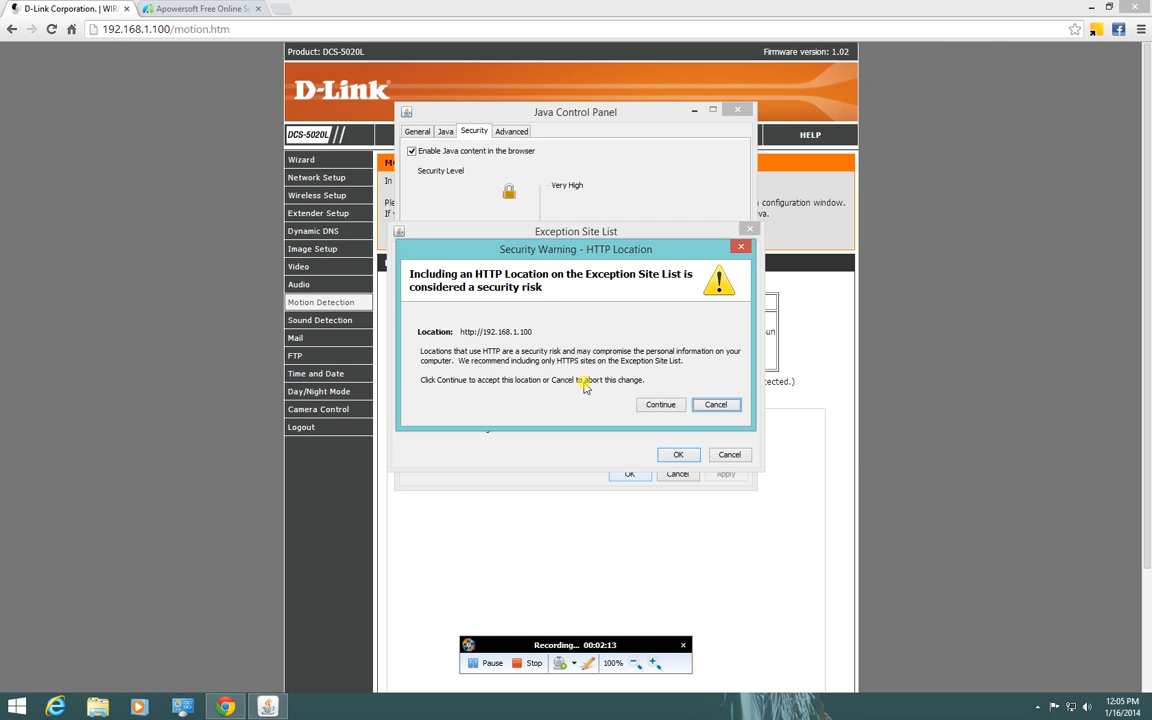 D-Link Corporation. | WIR
Apowersoft Free Online S
192.168.1.100/motion.htm
Product: DCS-5020L
Firmware version: 1.02
D-Link
Java Control Panel
DCS-5020L
HELP
General
Java
Security
Advanced
Enable Java content in the browser
Security Level
Very High
Wizard
Network Setup
Wireless Setup
Extender Setup
Dynamic DNS
Image Setup
Video
Audio
Motion Detection
Sound Detection
Mail
FTP
Time and Date
Day/Night Mode
Camera Control
Logout
In
configuration window.
If
va.
Exception Site List
Security Warning - HTTP Location
Including an HTTP Location on the Exception Site List is
considered a security risk
Location: http://192.168.1.100
Locations that use HTTP are a security risk and may compromise the personal information on your
computer. We recommend including only HTTPS sites on the Exception Site List.
Click Continue to accept this location or Cancel to abort this change.
Continue
Cancel
tected.)
OK
Cancel
OK
Cancel
Apply
Recording... 00:02:13
Pause
Stop
100%
12:05 PM
1/16/2014